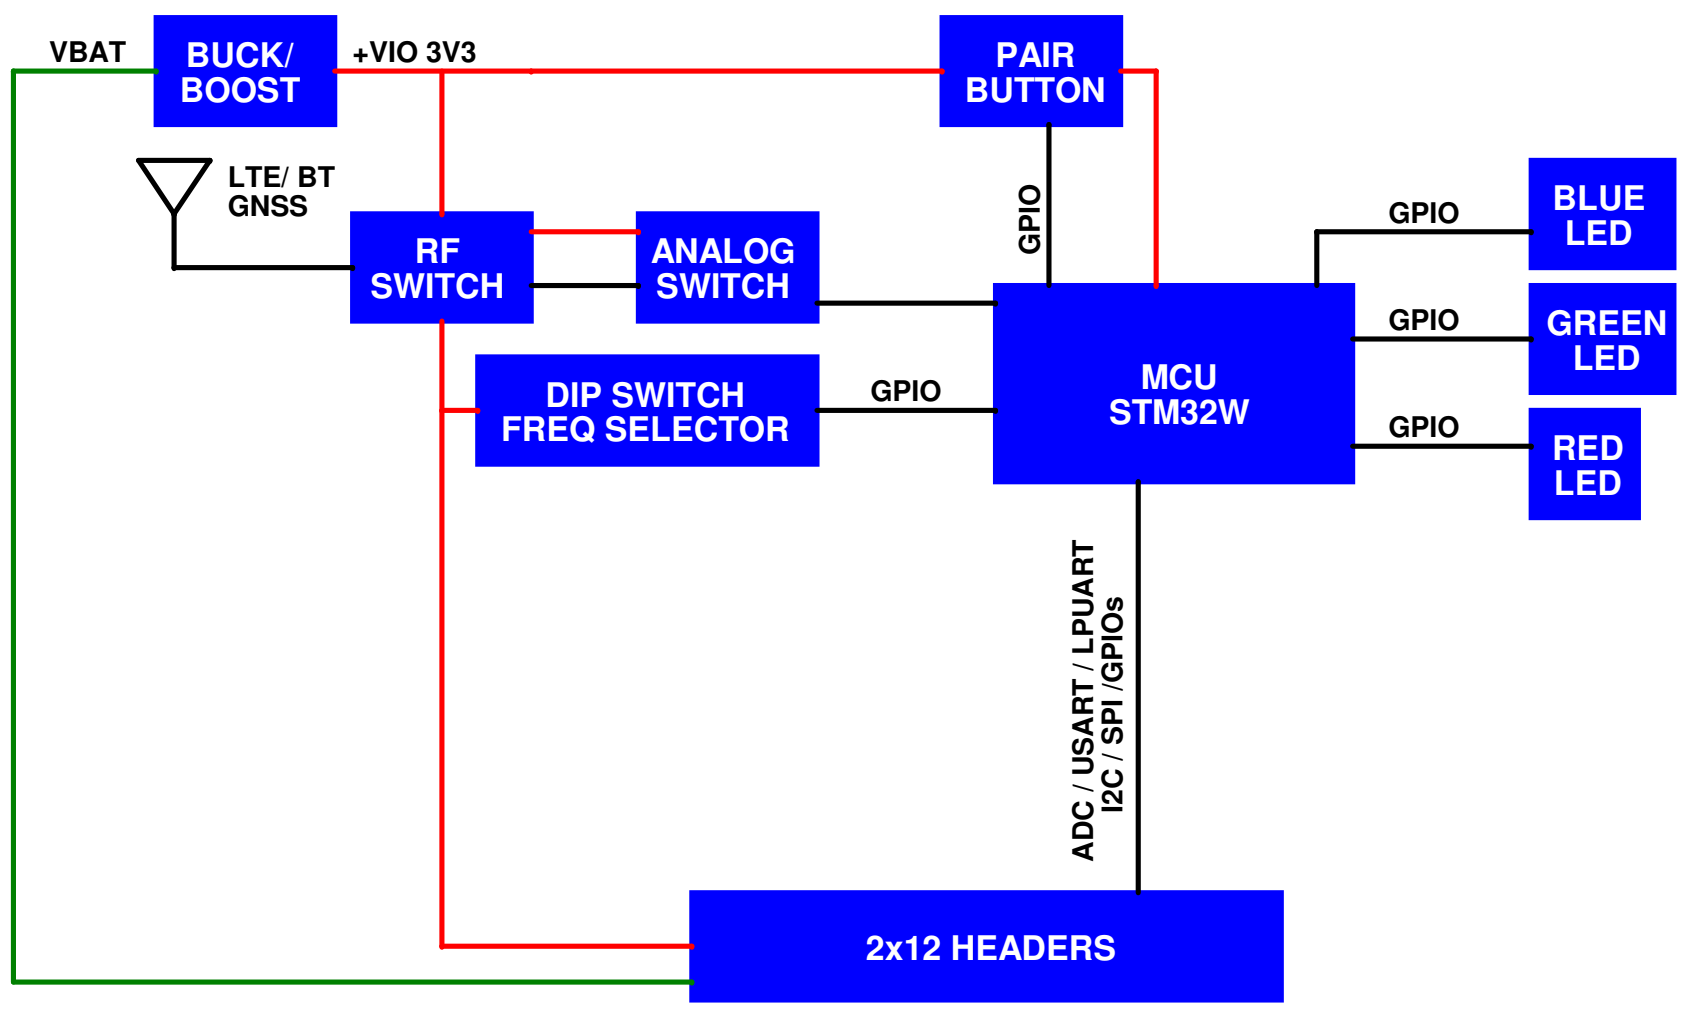 VBAT
BUCK/
BOOST
+VIO 3V3
PAIR
BUTTON
LTE/ BT
GNSS
RF
SWITCH
ANALOG
SWITCH
GPIO
GPIO
BLUE
LED
DIP SWITCH
FREQ SELECTOR
GPIO
MCU
STM32W
GPIO
GREEN
LED
GPIO
RED
LED
ADC / USART / LPUART
I2C / SPI /GPIOs
2x12 HEADERS